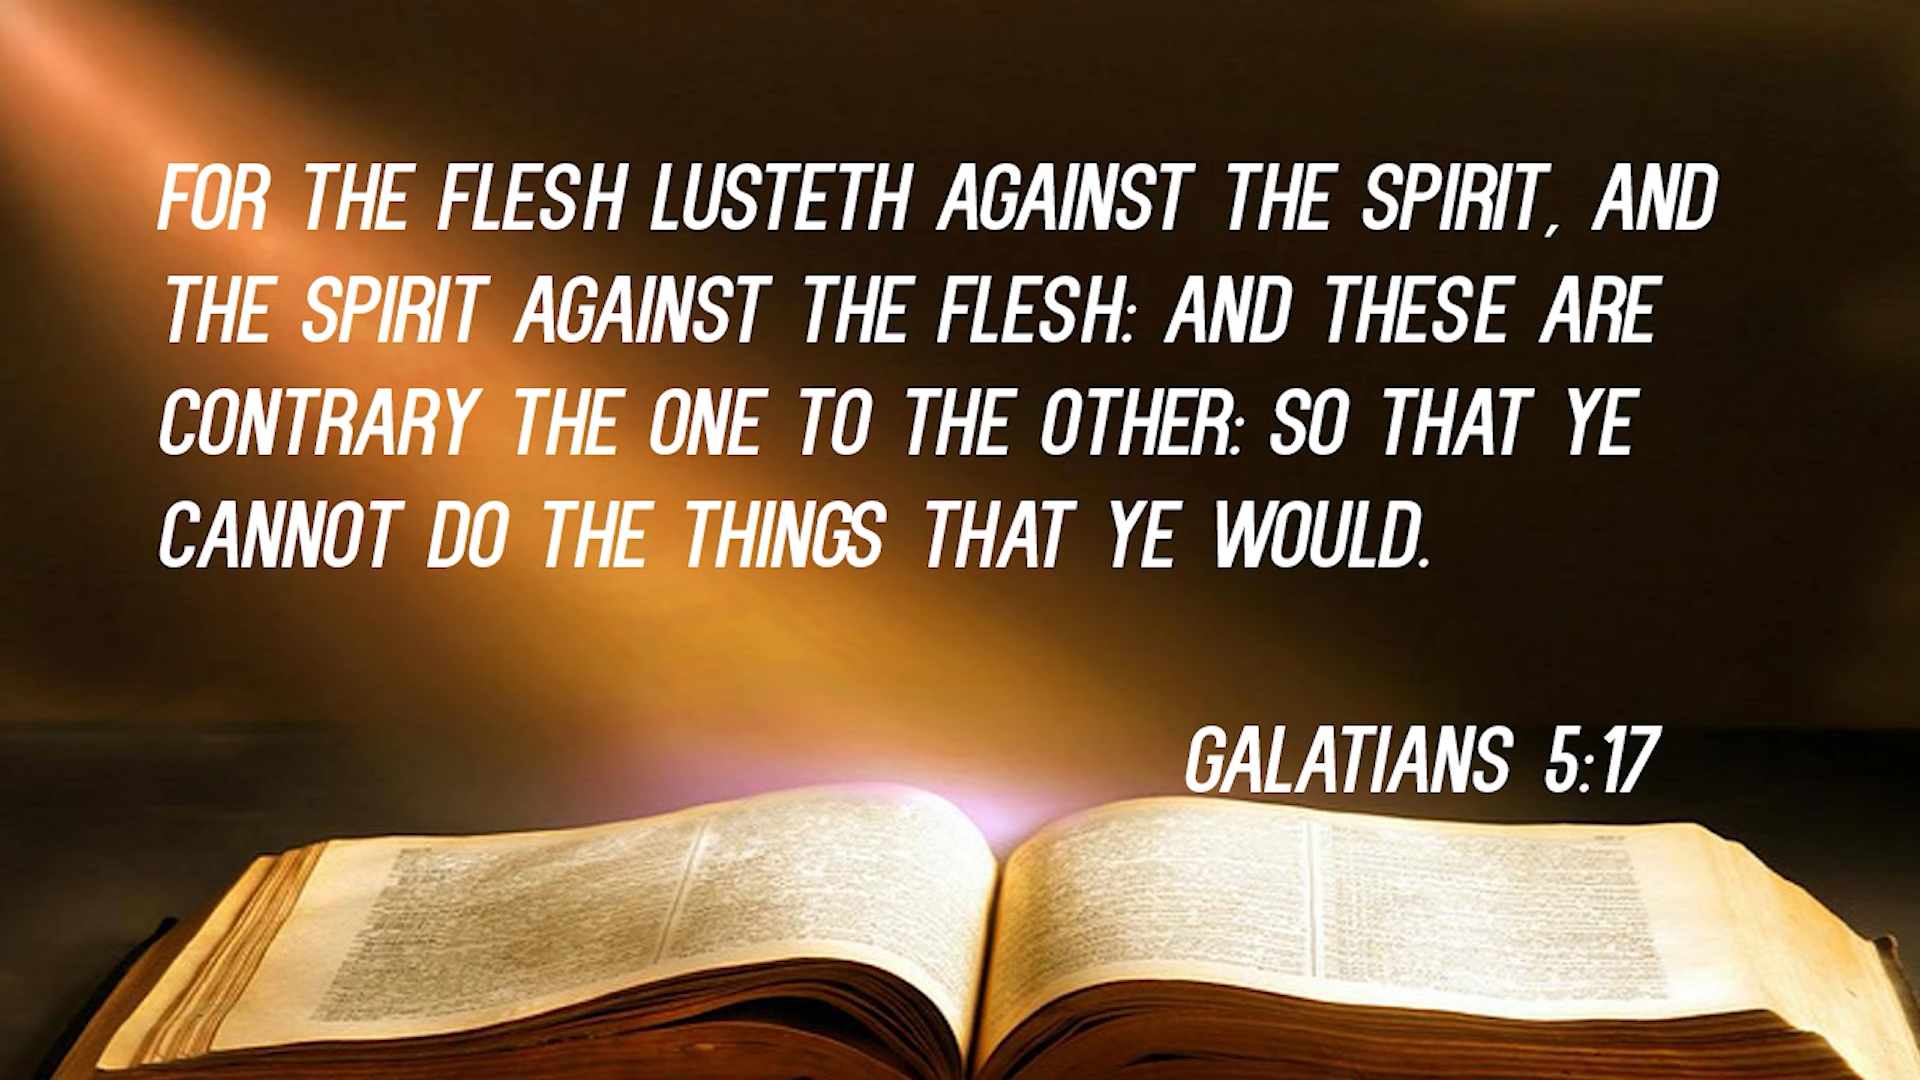 FOR THE FLESH LUSTETH AGAINST THE SPIRIT, AND
THE SPIRIT AGAINST THE FLESH: AND THESE ARE
CONTRARY THE ONE TO THE OTHER: SO THAT YE
CANNOT DO THE THINGS THAT YE WOULD.
GALATIANS 5:17